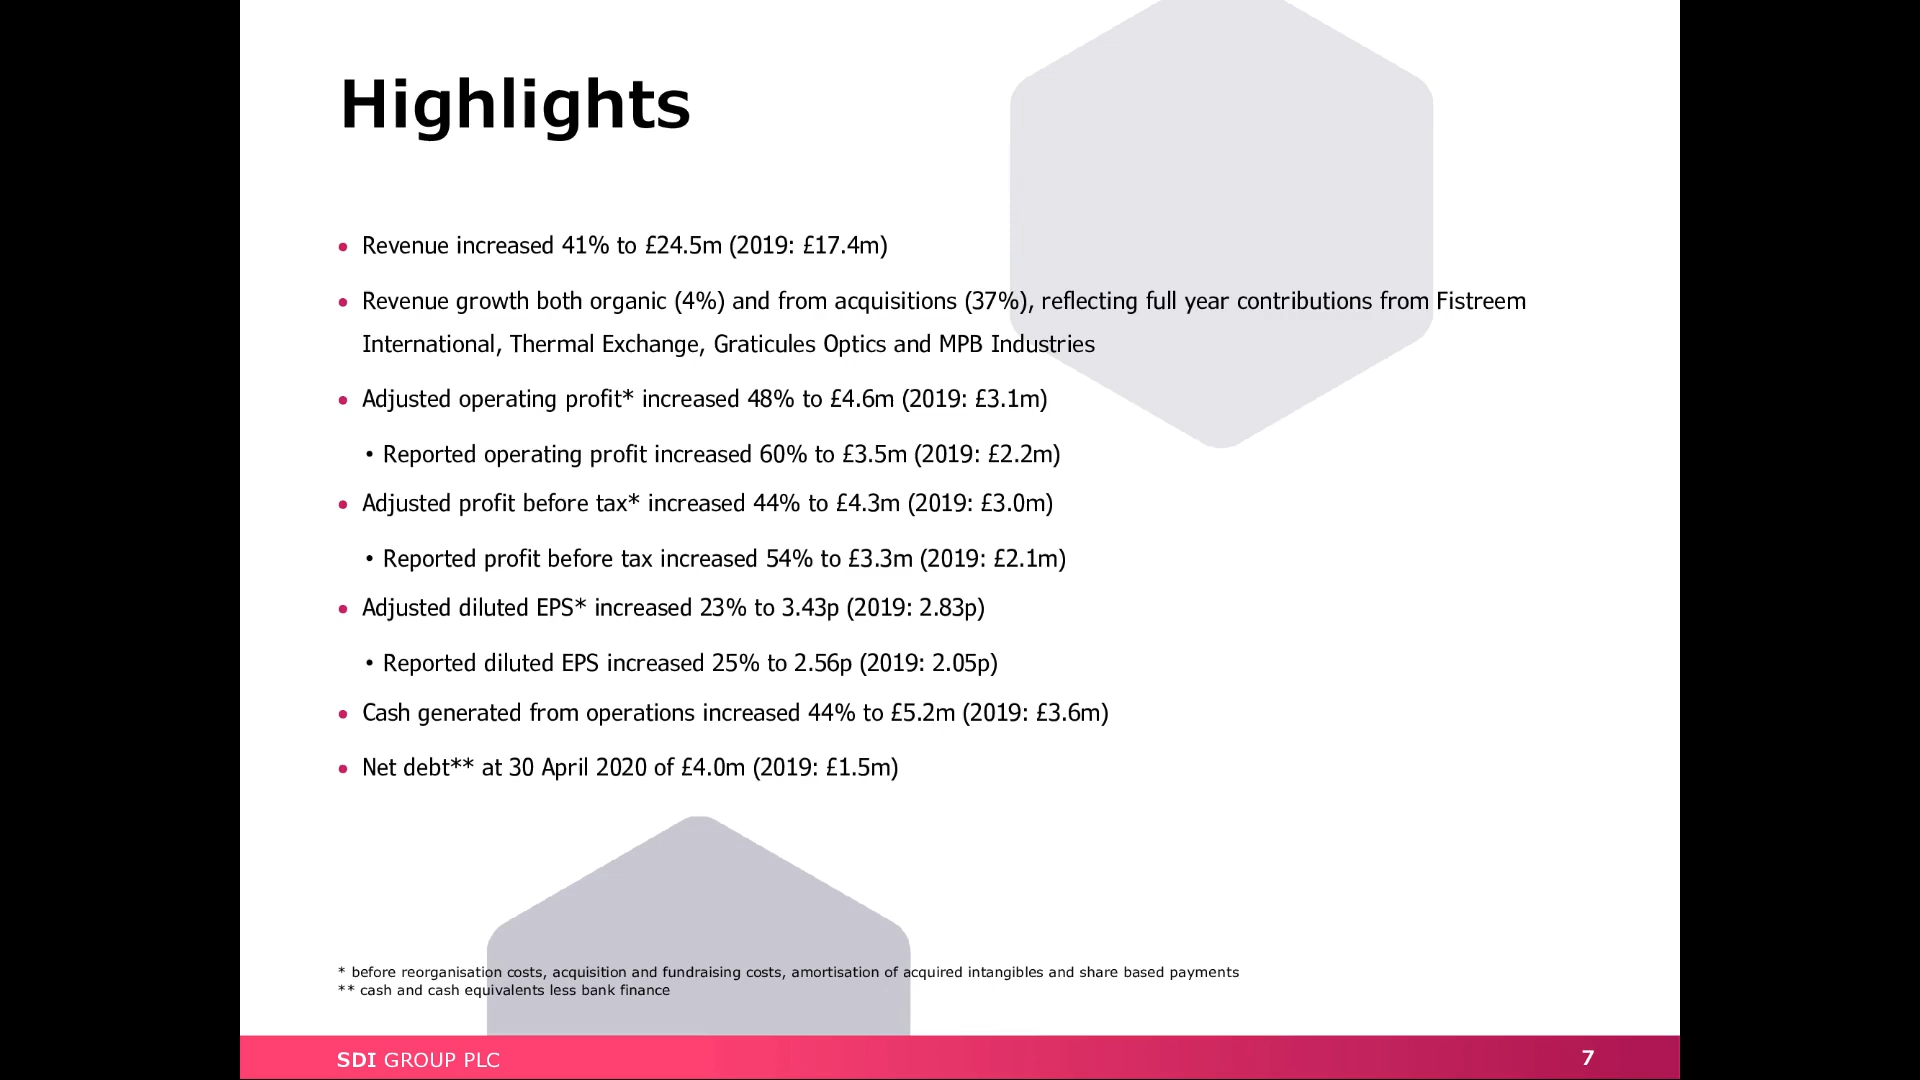 Highlights
• Revenue increased 41% to £24.5m (2019: £17.4m)
• Revenue growth both organic (4%) and from acquisitions (37%), reflecting full year contributions from Fistreem
International, Thermal Exchange, Graticules Optics and MPB Industries
• Adjusted operating profit* increased 48% to £4.6m (2019: £3.1m)
• Reported operating profit increased 60% to £3.5m (2019: £2.2m)
• Adjusted profit before tax* increased 44% to £4.3m (2019: £3.0m)
• Reported profit before tax increased 54% to £3.3m (2019: £2.1m)
• Adjusted diluted EPS* increased 23% to 3.43p (2019: 2.83p)
• Reported diluted EPS increased 25% to 2.56p (2019: 2.05p)
• Cash generated from operations increased 44% to £5.2m (2019: £3.6m)
• Net debt** at 30 April 2020 of £4.0m (2019: £1.5m)
* before reorganisation costs, acquisition and fundraising costs, amortisation of acquired intangibles and share based payments
** cash and cash equivalents less bank finance
SDI GROUP PLC
7